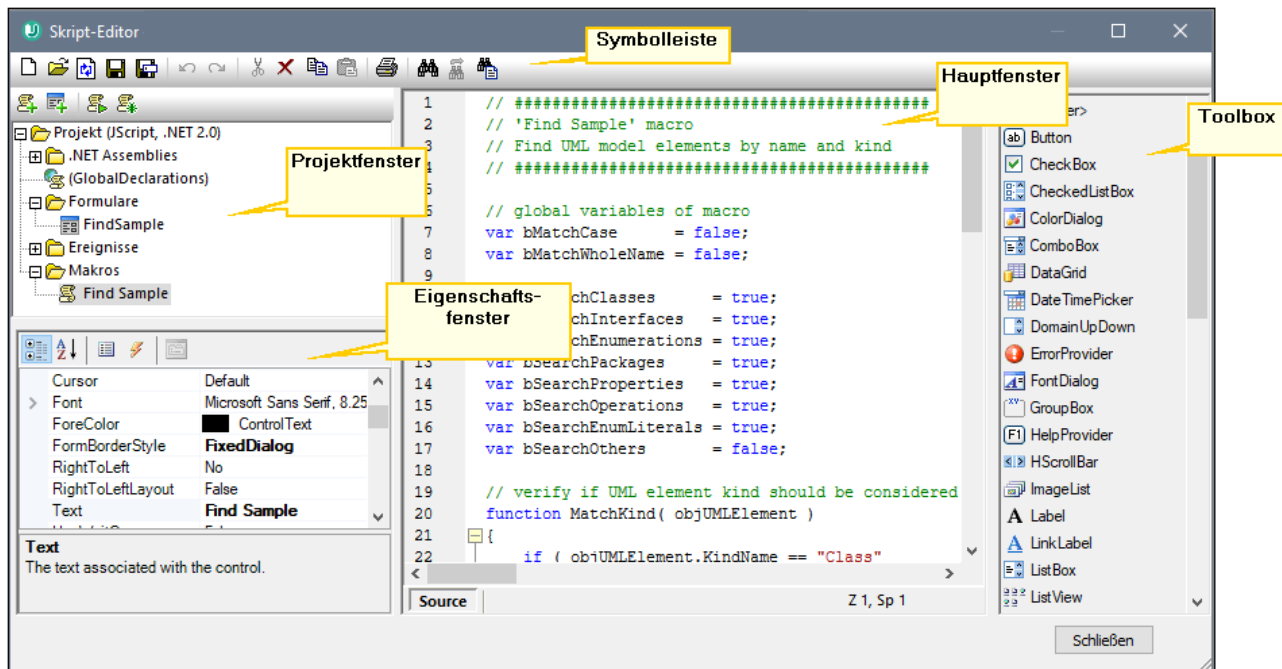 Skript-Editor
Symbolleiste
Hauptfenster
Toolbox
Projekt (JScript, .NET 2.0)
.NET Assemblies
(GlobalDeclarations)
Formulare
FindSample
Ereignisse
Makros
Find Sample
Projektfenster
Eigenschafts-
fenster
Cursor Default
Font Microsoft Sans Serif, 8.25
ForeColor ControlText
FormBorderStyle FixedDialog
RightToLeft No
RightToLeftLayout False
Text Find Sample
Text
The text associated with the control.
1 // ############################################
2 // 'Find Sample' macro
3 // Find UML model elements by name and kind
4 // ############################################
5
6 // global variables of macro
7 var bMatchCase = false;
8 var bMatchWholeName = false;
9
rchClasses = true;
rchInterfaces = true;
rchEnumerations = true;
13 var bSearchPackages = true;
14 var bSearchProperties = true;
15 var bSearchOperations = true;
16 var bSearchEnumLiterals = true;
17 var bSearchOthers = false;
18
19 // verify if UML element kind should be considered
20 function MatchKind( objUMLElement )
21 {
22 if ( objUMLElement.KindName == "Class"
Source
Z 1, Sp 1
er>
Button
CheckBox
CheckedListBox
ColorDialog
ComboBox
DataGrid
DateTimePicker
DomainUpDown
ErrorProvider
FontDialog
GroupBox
HelpProvider
HScrollBar
ImageList
Label
LinkLabel
ListBox
ListView
Schließen